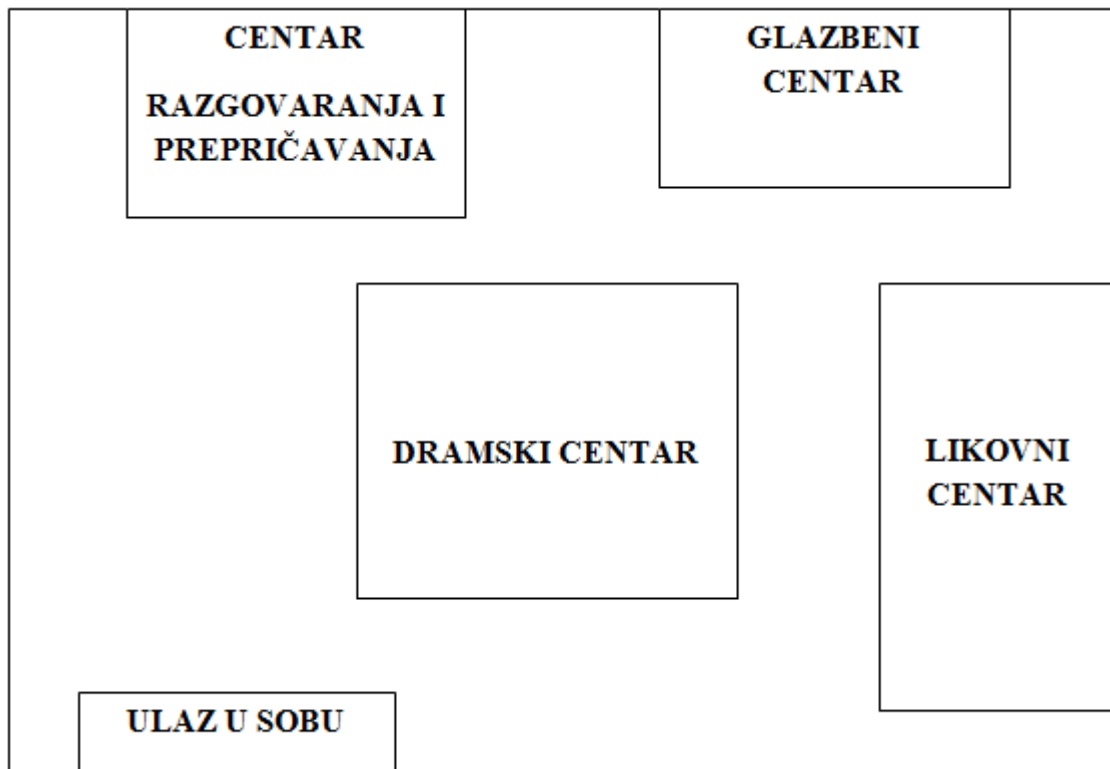 CENTAR
RAZGOVARANJA I
PREPRIČAVANJA
GLAZBENI
CENTAR
DRAMSKI CENTAR
LIKOVNI
CENTAR
ULAZ U SOBU